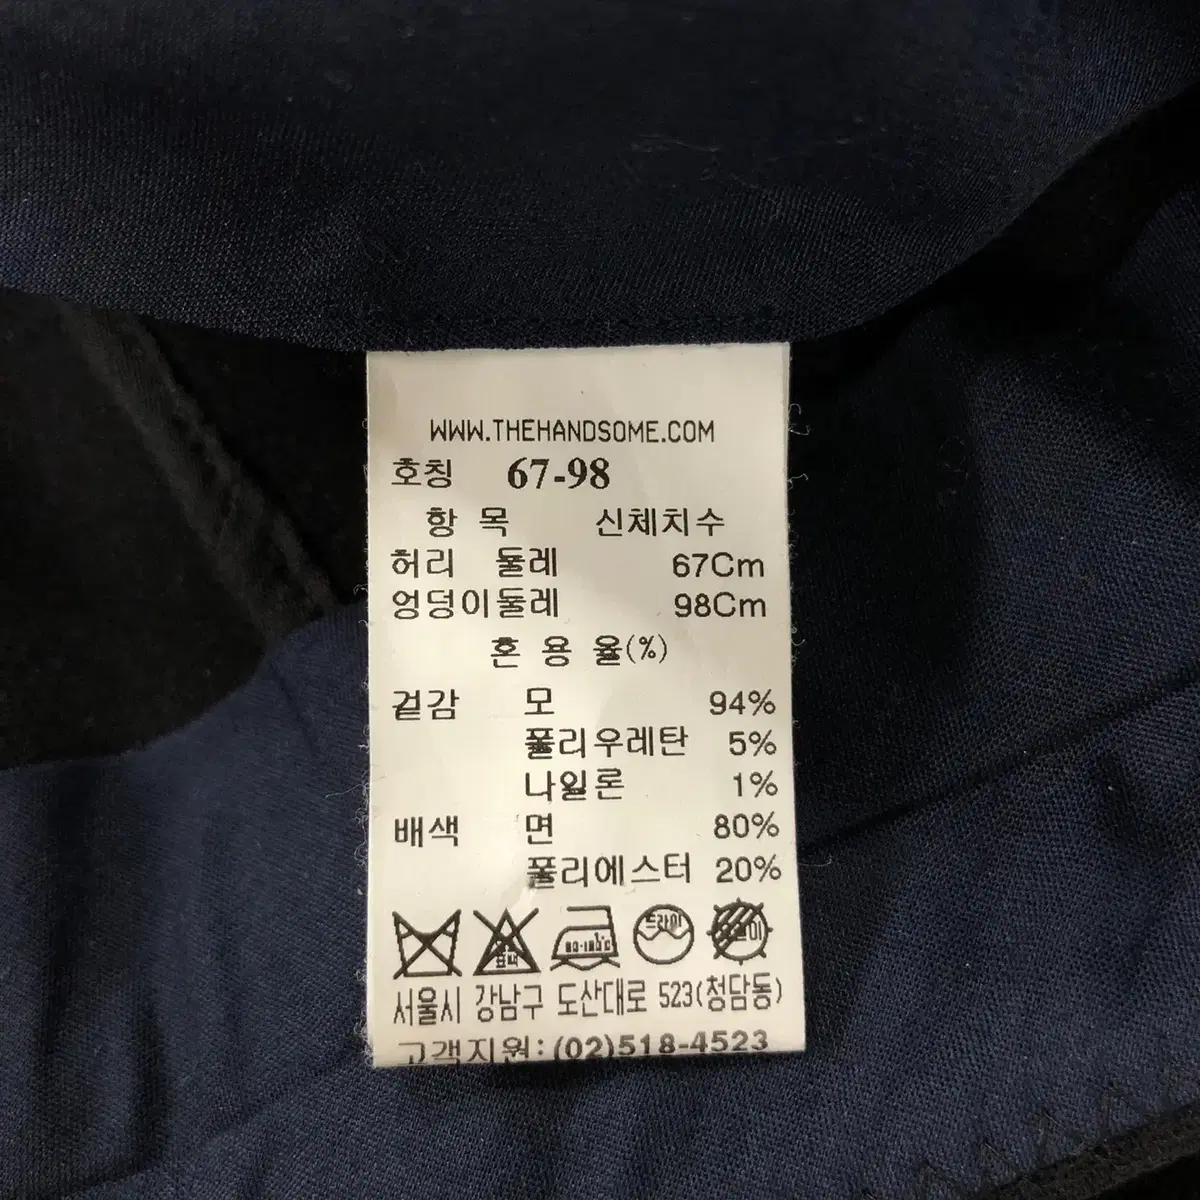 WWW.THEHANDSOME.COM
호칭 67-98
항 목 신체치수
허리 둘레 67Cm
엉덩이둘레 98Cm
혼 용 율(%)
겉감 모 94%
폴리우레탄 5%
나일론 1%
배색 면 80%
폴리에스터 20%
드라이
서울시 강남구 도산대로 523(청담동)
고객지원: (02)518-4523